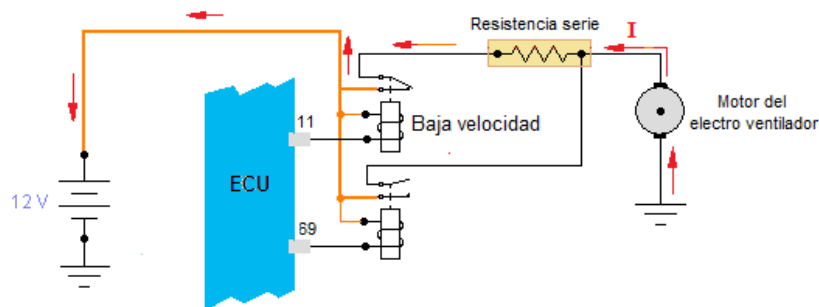 Resistencia serie
I
11
Baja velocidad
Motor del
electro ventilador
ECU
12 V
69